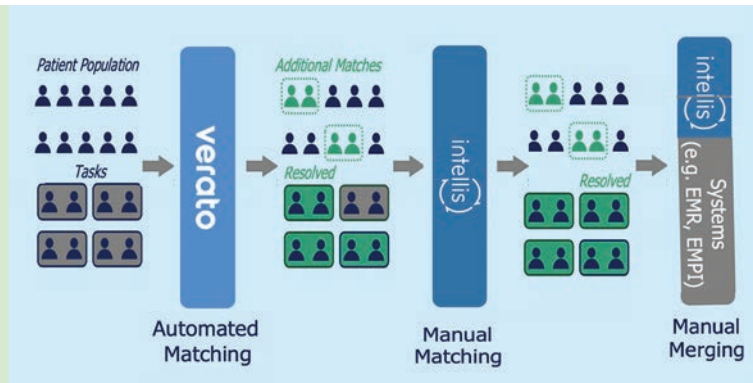 Patient Population
Tasks
verato
Automated
Matching
Additional Matches
Resolved
intellis
Manual
Matching
Resolved
intellis
Systems
(e.g. EMR, EMPI)
Manual
Merging